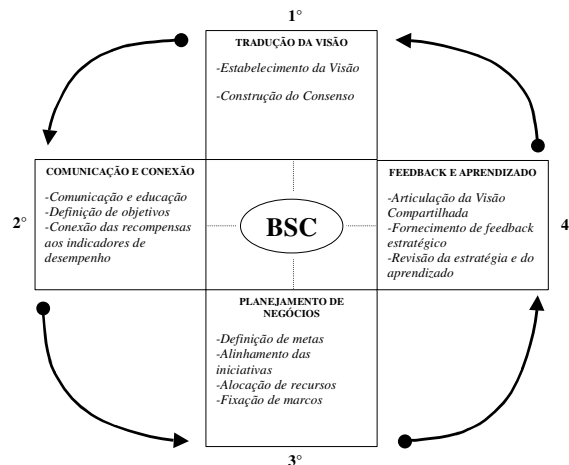 1°
TRADUÇÃO DA VISÃO
-Estabelecimento da Visão
-Construção do Consenso
2°
COMUNICAÇÃO E CONEXÃO
-Comunicação e educação
-Definição de objetivos
-Conexão das recompensas
aos indicadores de
desempenho
BSC
FEEDBACK E APRENDIZADO
-Articulação da Visão
Compartilhada
-Fornecimento de feedback
estratégico
-Revisão da estratégia e do
aprendizado
4
PLANEJAMENTO DE
NEGÓCIOS
-Definição de metas
-Alinhamento das
iniciativas
-Alocação de recursos
-Fixação de marcos
3°